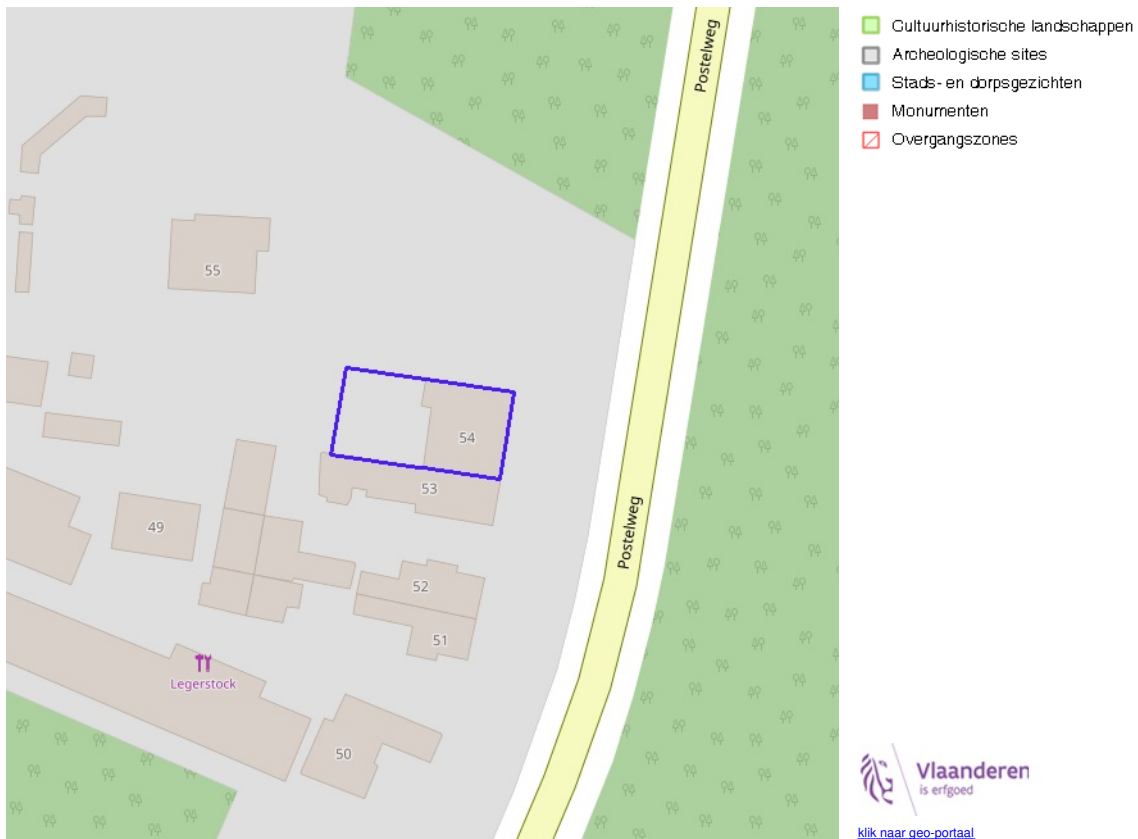 Postelweg
Cultuurhistorische landschappen
Archeologische sites
Stads- en dorpsgezichten
Monumenten
Overgangszones
55
54
53
49
Postelweg
52
51
Legerstock
50
Vlaanderen
is erfgoed
klik naar geo-portaal